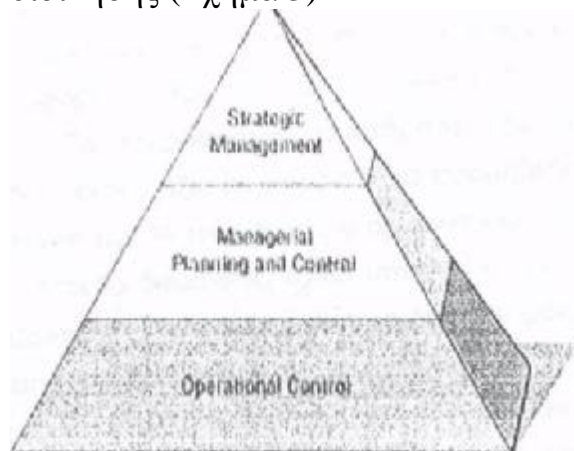 Strategic
Management
Managerial
Planning and Control
Operational Control